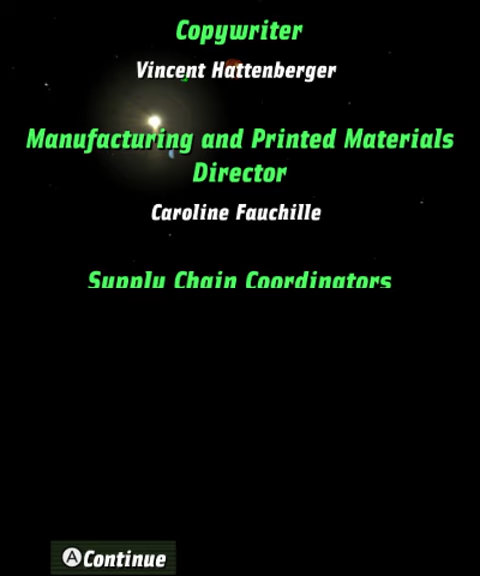 Copywriter
Vincent Hattenberger
Manufacturing and Printed Materials
Director
Caroline Fauchille
Supply Chain Coordinators
A Continue